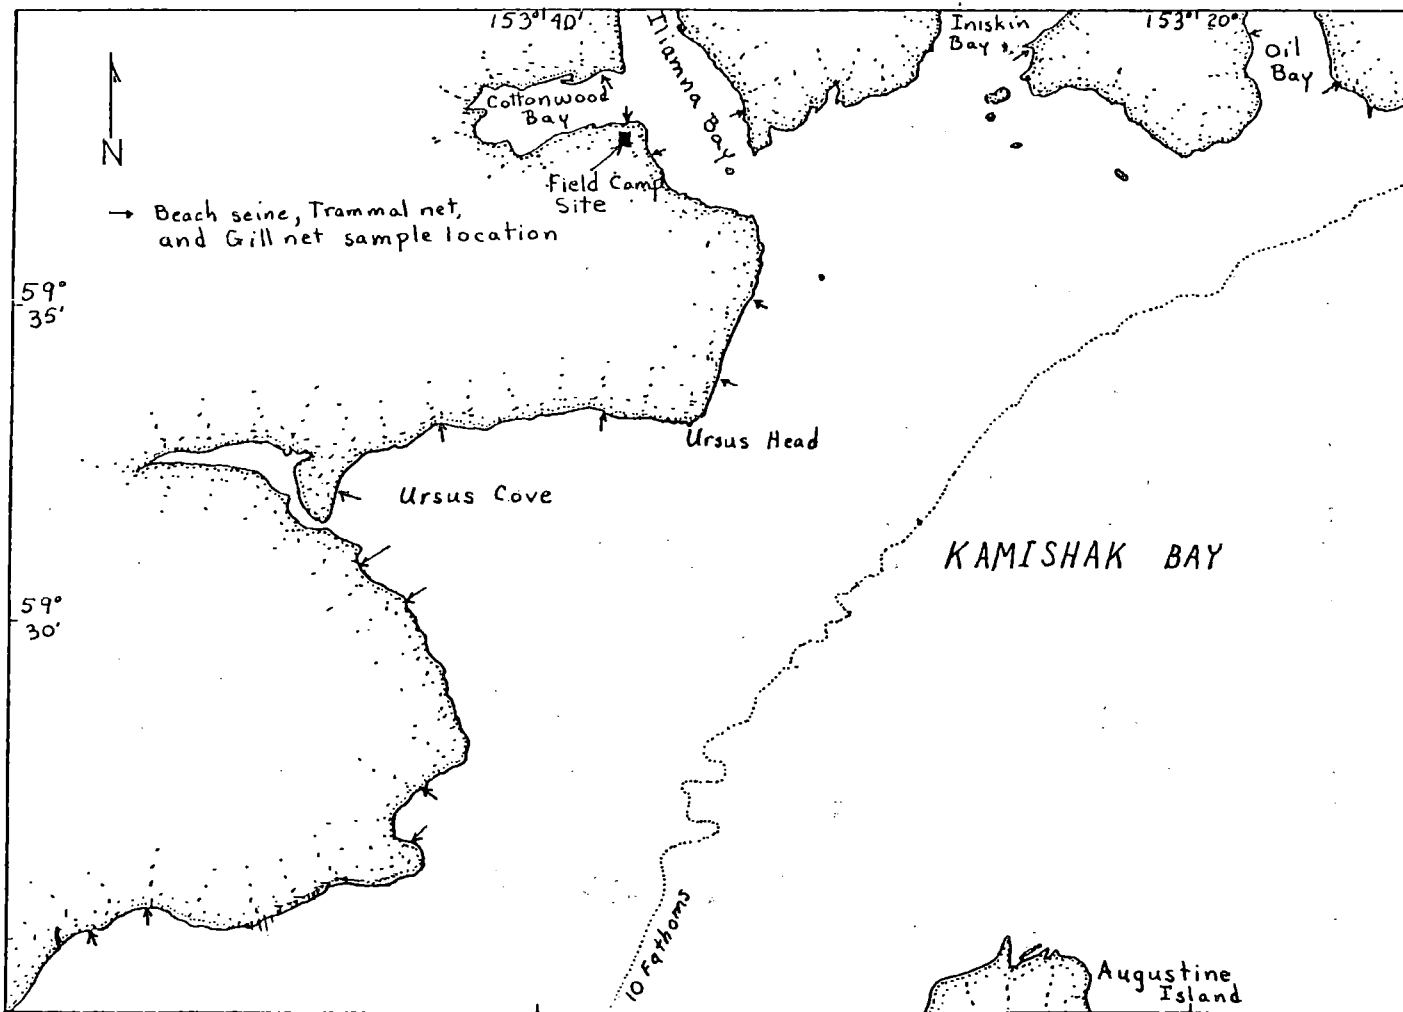 153° 40'
Iliamna Bay
Iniskin
Bay
153° 20'
Oil
Bay
Cottonwood
Bay
N
Field Camp
Site
→ Beach seine, Trammal net,
and Gill net sample location
59°
35'
Ursus Head
Ursus Cove
KAMISHAK BAY
59°
30'
10 Fathoms
Augustine
Island